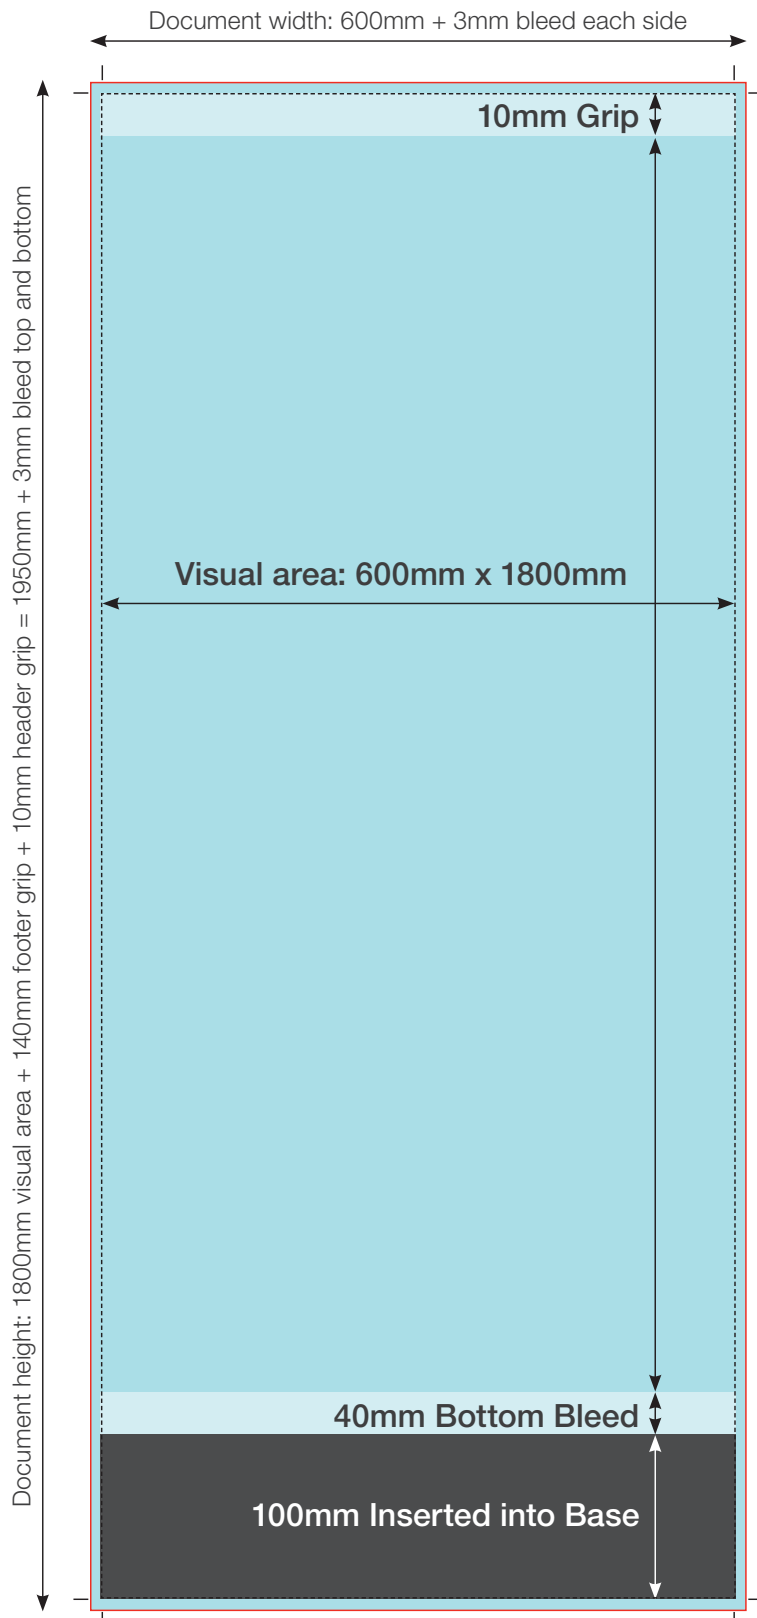 Document width: 600mm + 3mm bleed each side
10mm Grip
Document height: 1800mm visual area + 140mm footer grip + 10mm header grip = 1950mm + 3mm bleed top and bottom
Visual area: 600mm x 1800mm
40mm Bottom Bleed
100mm Inserted into Base